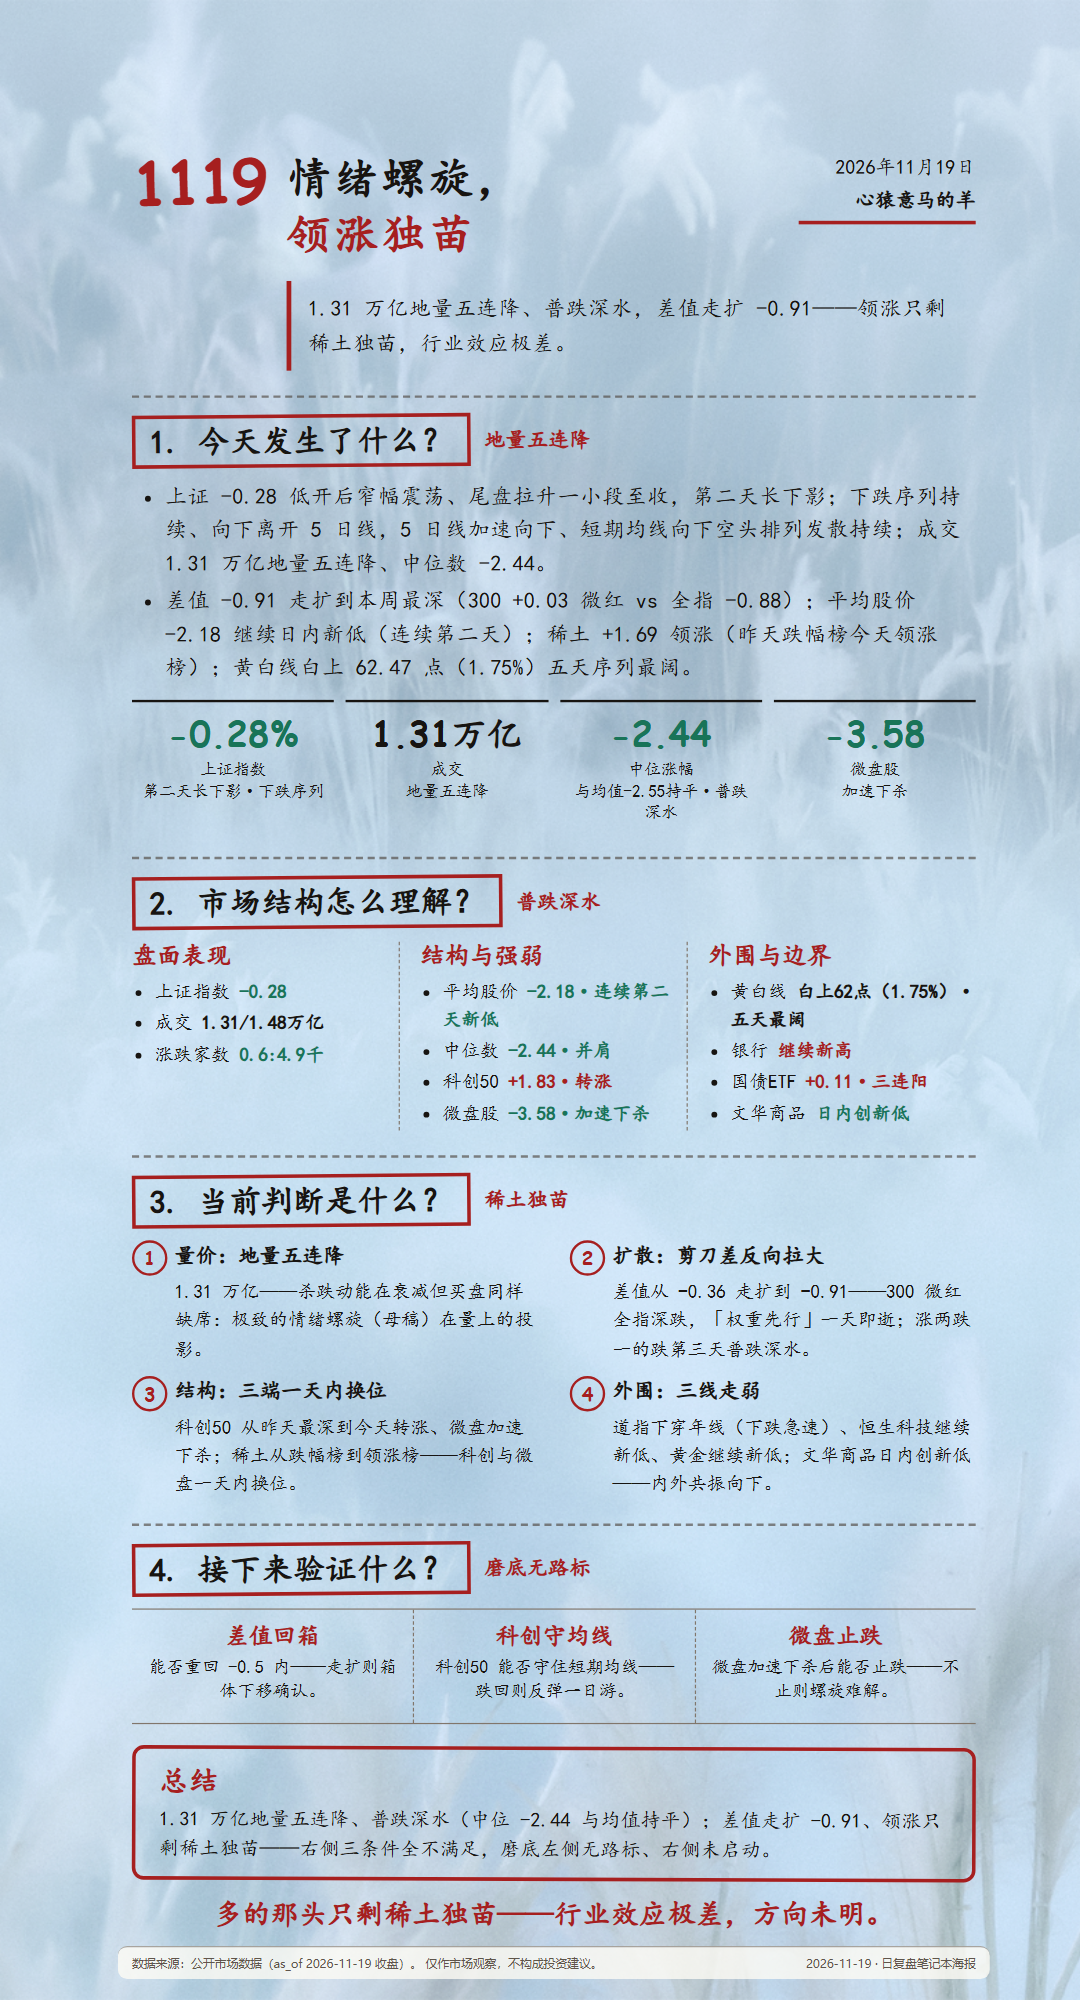 1119 情绪螺旋，
领涨独苗
2026年11月19日
心猿意马的羊
1.31 万亿地量五连降、普跌深水，差值走扩 −0.91——领涨只剩
稀土独苗，行业效应极差。
1. 今天发生了什么？ 地量五连降
• 上证 −0.28 低开后窄幅震荡、尾盘拉升一小段至收，第二天长下影；下跌序列持
续、向下离开 5 日线，5 日线加速向下、短期均线向下空头排列发散持续；成交
1.31 万亿地量五连降、中位数 −2.44。
• 差值 −0.91 走扩到本周最深（300 +0.03 微红 vs 全指 −0.88）；平均股价
−2.18 继续日内新低（连续第二天）；稀土 +1.69 领涨（昨天跌幅榜今天领涨
榜）；黄白线白上 62.47 点（1.75%）五天序列最阔。
−0.28%
上证指数
第二天长下影·下跌序列
1.31万亿
成交
地量五连降
−2.44
中位涨幅
与均值−2.55持平·普跌
深水
−3.58
微盘股
加速下杀
2. 市场结构怎么理解？ 普跌深水
盘面表现
• 上证指数 −0.28
• 成交 1.31/1.48万亿
• 涨跌家数 0.6:4.9千
结构与强弱
• 平均股价 −2.18·连续第二
天新低
• 中位数 −2.44·并肩
• 科创50 +1.83·转涨
• 微盘股 −3.58·加速下杀
外围与边界
• 黄白线 白上62点（1.75%）·
五天最阔
• 银行 继续新高
• 国债ETF +0.11·三连阳
• 文华商品 日内创新低
3. 当前判断是什么？ 稀土独苗
1 量价：地量五连降
1.31 万亿——杀跌动能在衰减但买盘同样
缺席：极致的情绪螺旋（母稿）在量上的投
影。
2 扩散：剪刀差反向拉大
差值从 −0.36 走扩到 −0.91——300 微红
全指深跌，「权重先行」一天即逝；涨两跌
一的跌第三天普跌深水。
3 结构：三端一天内换位
科创50 从昨天最深到今天转涨、微盘加速
下杀；稀土从跌幅榜到领涨榜——科创与微
盘一天内换位。
4 外围：三线走弱
道指下穿年线（下跌急速）、恒生科技继续
新低、黄金继续新低；文华商品日内创新低
——内外共振向下。
4. 接下来验证什么？ 磨底无路标
差值回箱
能否重回 −0.5 内——走扩则箱
体下移确认。
科创守均线
科创50 能否守住短期均线——
跌回则反弹一日游。
微盘止跌
微盘加速下杀后能否止跌——不
止则螺旋难解。
总结
1.31 万亿地量五连降、普跌深水（中位 −2.44 与均值持平）；差值走扩 −0.91、领涨只
剩稀土独苗——右侧三条件全不满足，磨底左侧无路标、右侧未启动。
多的那头只剩稀土独苗——行业效应极差，方向未明。
数据来源：公开市场数据（as_of 2026-11-19 收盘）。仅作市场观察，不构成投资建议。
2026-11-19 · 日复盘笔记本海报